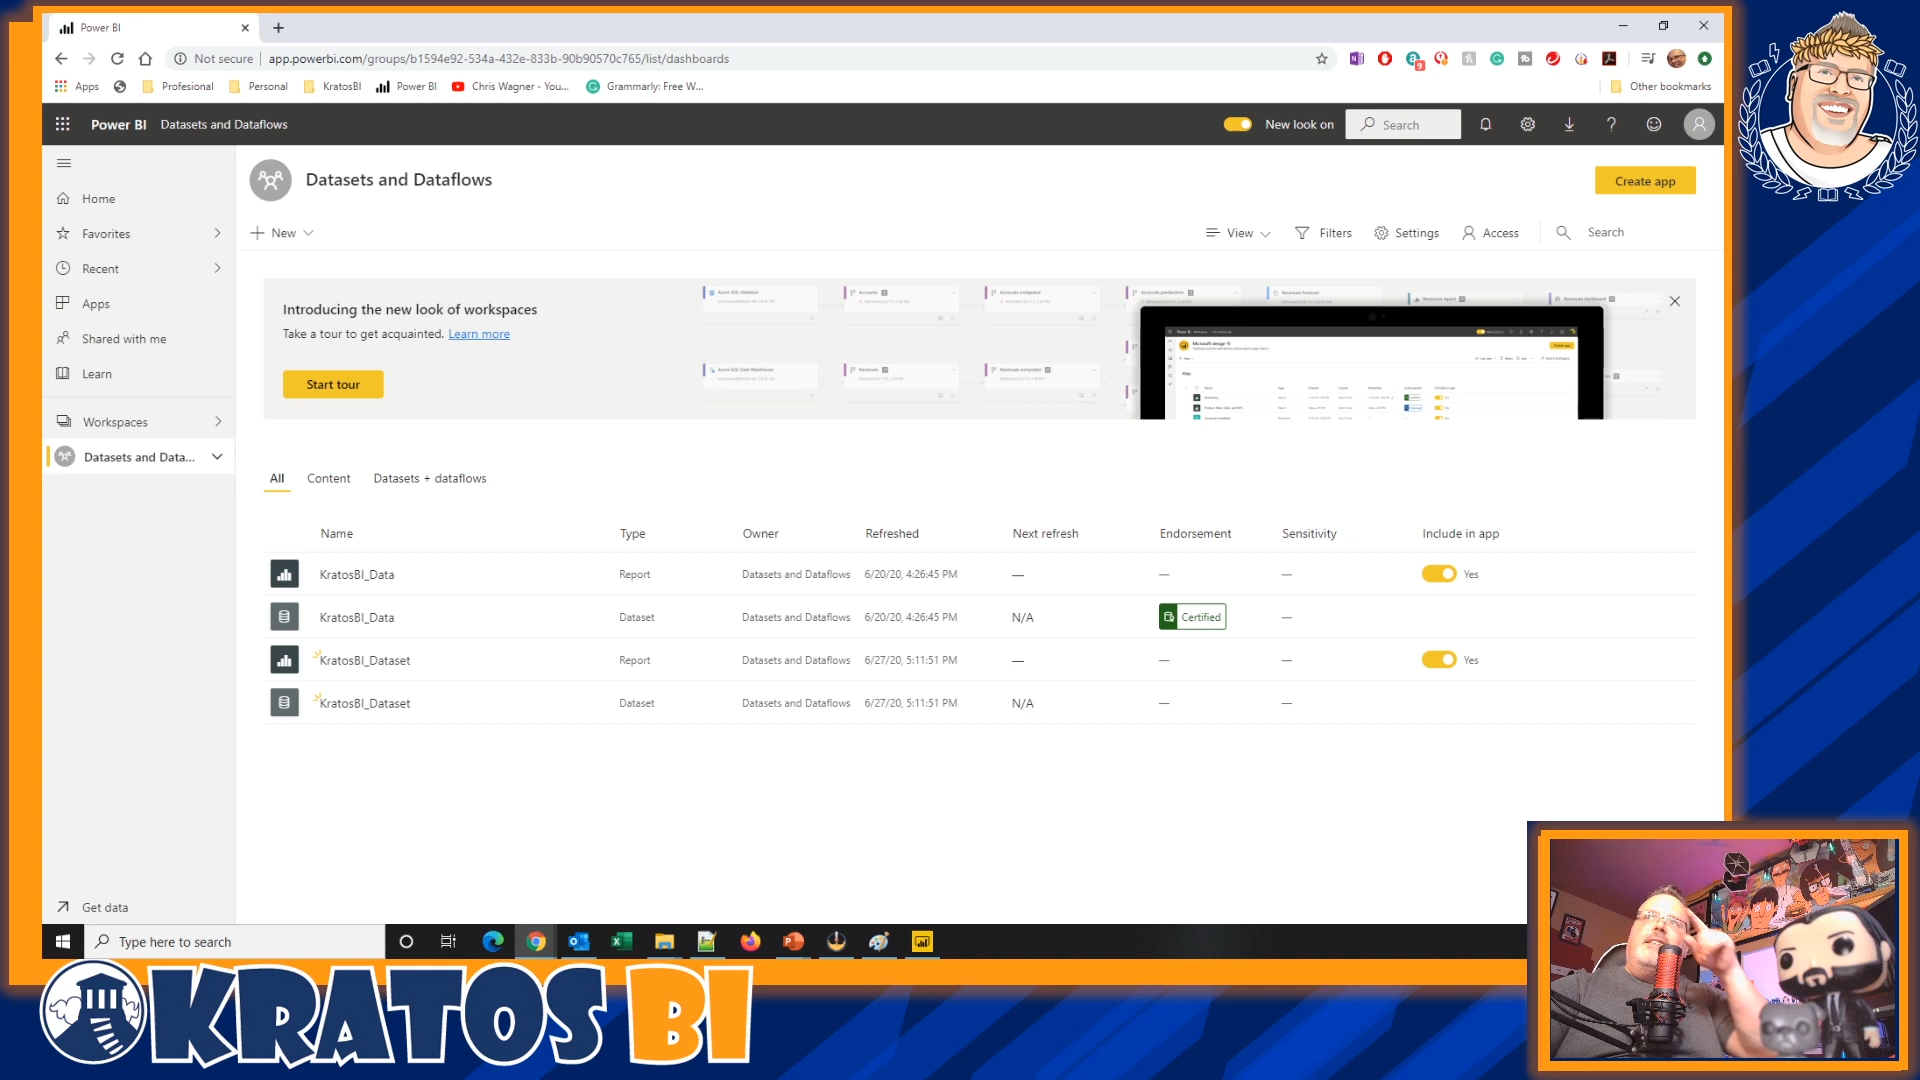 Power BI
Not secure
app.powerbi.com/groups/b1594e92-534a-432e-833b-90b90570c765/list/dashboards
Apps
Profesional
Personal
KratosBI
Power BI
Chris Wagner - You...
Grammarly: Free W...
Other bookmarks
Power BI
Datasets and Dataflows
New look on
Search
Home
Favorites
Recent
Apps
Shared with me
Learn
Workspaces
Datasets and Data...
Get data
Datasets and Dataflows
Create app
New
View
Filters
Settings
Access
Search
Introducing the new look of workspaces
Take a tour to get acquainted. Learn more
Start tour
All Content Datasets + dataflows
Name Type Owner Refreshed Next refresh Endorsement Sensitivity Include in app
KratosBI_Data Report Datasets and Dataflows 6/20/20, 4:26:45 PM — — — Yes
KratosBI_Data Dataset Datasets and Dataflows 6/20/20, 4:26:45 PM N/A Certified —
KratosBI_Dataset Report Datasets and Dataflows 6/27/20, 5:11:51 PM — — — Yes
KratosBI_Dataset Dataset Datasets and Dataflows 6/27/20, 5:11:51 PM N/A — —
Type here to search
KRATOS BI